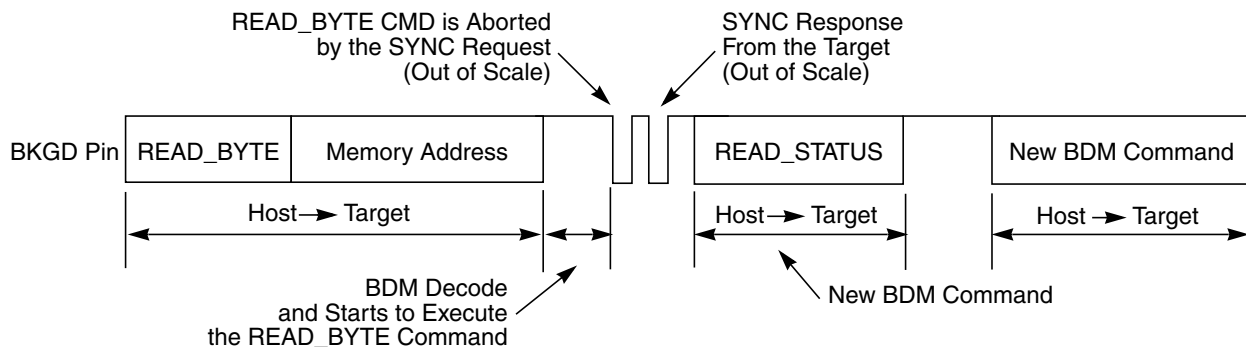 READ_BYTE CMD is Aborted
by the SYNC Request
(Out of Scale)
SYNC Response
From the Target
(Out of Scale)
BKGD Pin
READ_BYTE
Memory Address
READ_STATUS
New BDM Command
Host Target
Host Target
Host Target
BDM Decode
and Starts to Execute
the READ_BYTE Command
New BDM Command